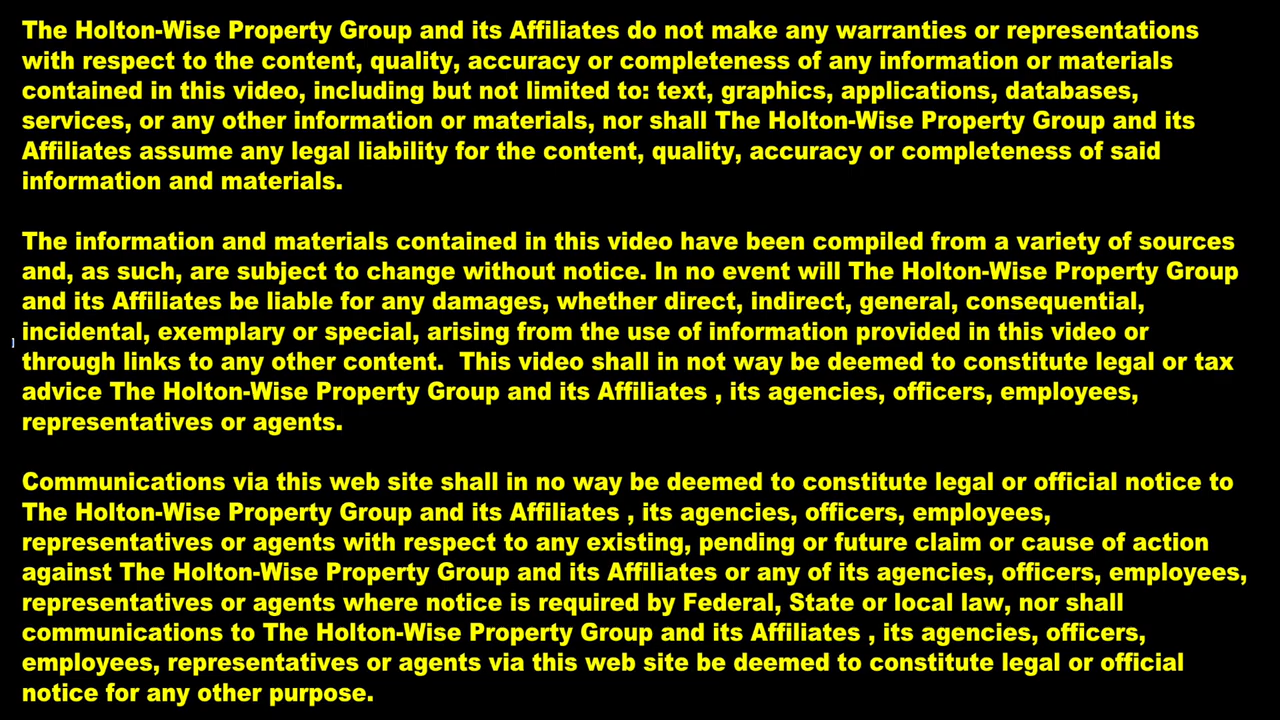 The Holton-Wise Property Group and its Affiliates do not make any warranties or representations
with respect to the content, quality, accuracy or completeness of any information or materials
contained in this video, including but not limited to: text, graphics, applications, databases,
services, or any other information or materials, nor shall The Holton-Wise Property Group and its
Affiliates assume any legal liability for the content, quality, accuracy or completeness of said
information and materials.
The information and materials contained in this video have been compiled from a variety of sources
and, as such, are subject to change without notice. In no event will The Holton-Wise Property Group
and its Affiliates be liable for any damages, whether direct, indirect, general, consequential,
incidental, exemplary or special, arising from the use of information provided in this video or
through links to any other content.  This video shall in not way be deemed to constitute legal or tax
advice The Holton-Wise Property Group and its Affiliates , its agencies, officers, employees,
representatives or agents.
Communications via this web site shall in no way be deemed to constitute legal or official notice to
The Holton-Wise Property Group and its Affiliates , its agencies, officers, employees,
representatives or agents with respect to any existing, pending or future claim or cause of action
against The Holton-Wise Property Group and its Affiliates or any of its agencies, officers, employees,
representatives or agents where notice is required by Federal, State or local law, nor shall
communications to The Holton-Wise Property Group and its Affiliates , its agencies, officers,
employees, representatives or agents via this web site be deemed to constitute legal or official
notice for any other purpose.